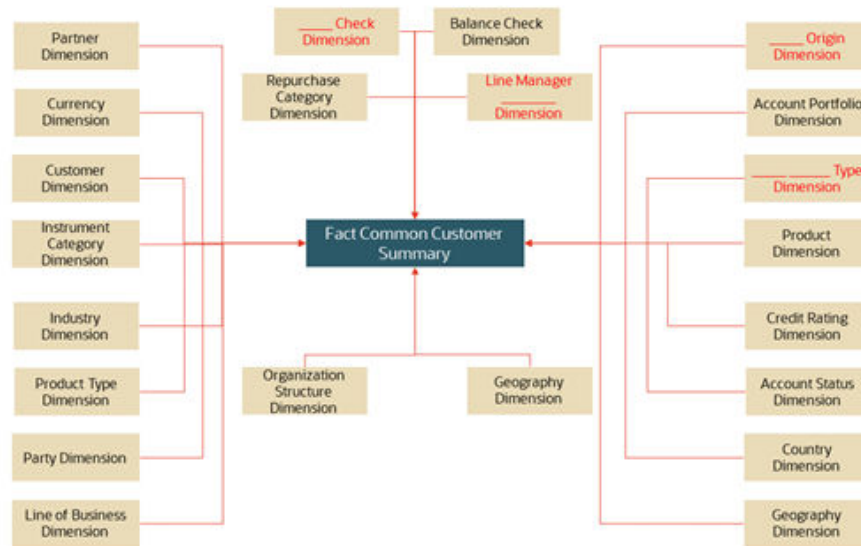 Partner
Dimension
Currency
Dimension
Customer
Dimension
Instrument
Category
Dimension
Industry
Dimension
Product Type
Dimension
Party Dimension
Line of Business
Dimension
____ Check
Dimension
Balance Check
Dimension
Repurchase
Category
Dimension
Line Manager
_______
Dimension
Fact Common Customer
Summary
Organization
Structure
Dimension
Geography
Dimension
____ Origin
Dimension
Account Portfolio
Dimension
_____ ______ Type
Dimension
Product
Dimension
Credit Rating
Dimension
Account Status
Dimension
Country
Dimension
Geography
Dimension